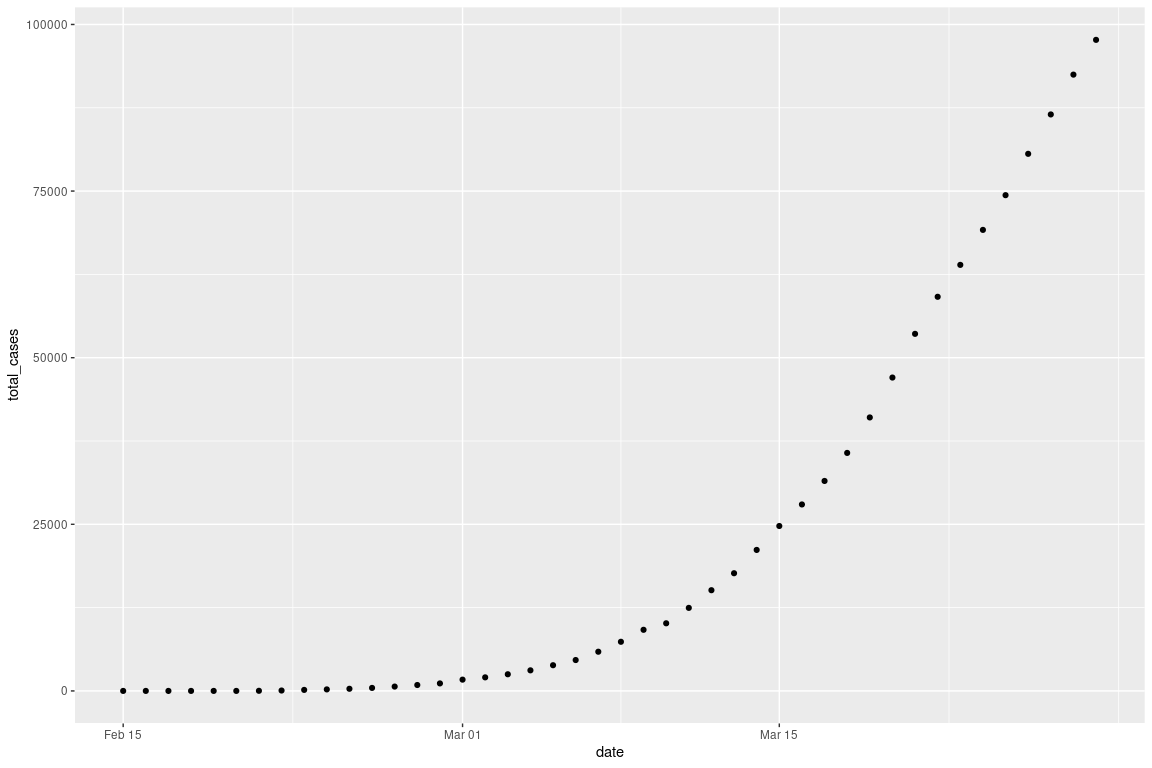 100000
75000
50000
25000
0
total_cases
Feb 15
Mar 01
Mar 15
date